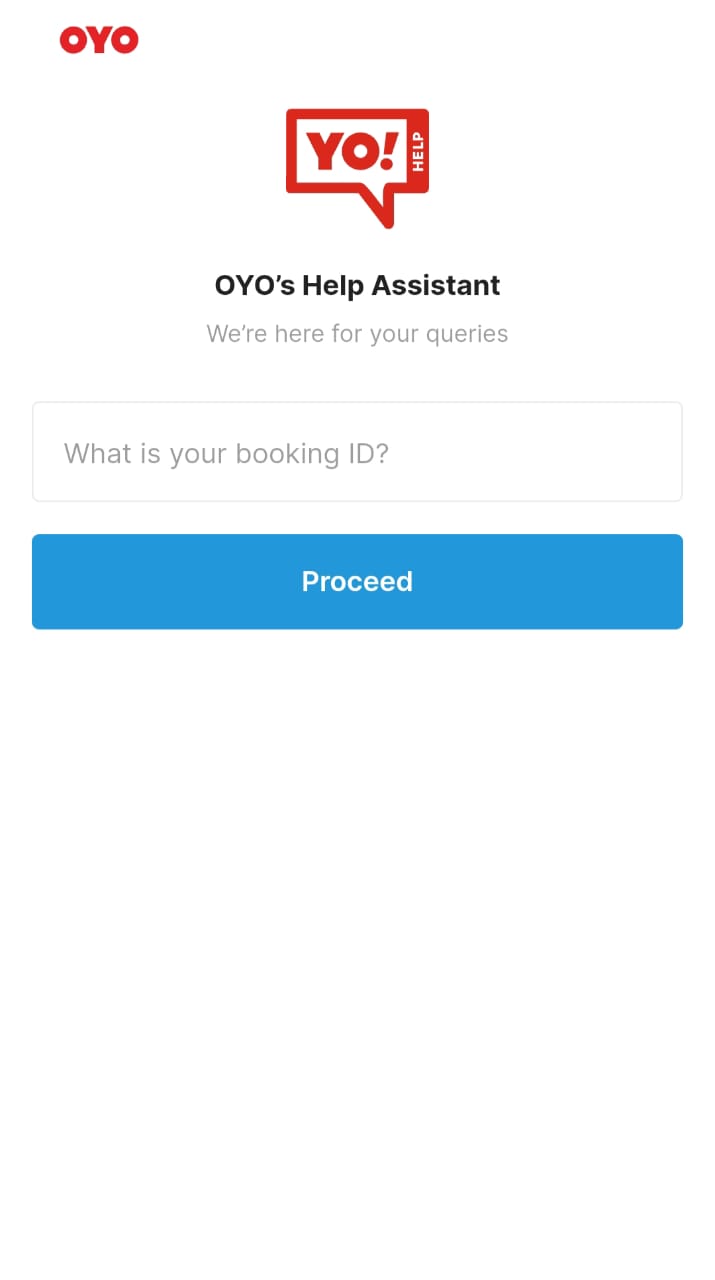 OYO
YO!
HELP
OYO’s Help Assistant
We’re here for your queries
What is your booking ID?
Proceed